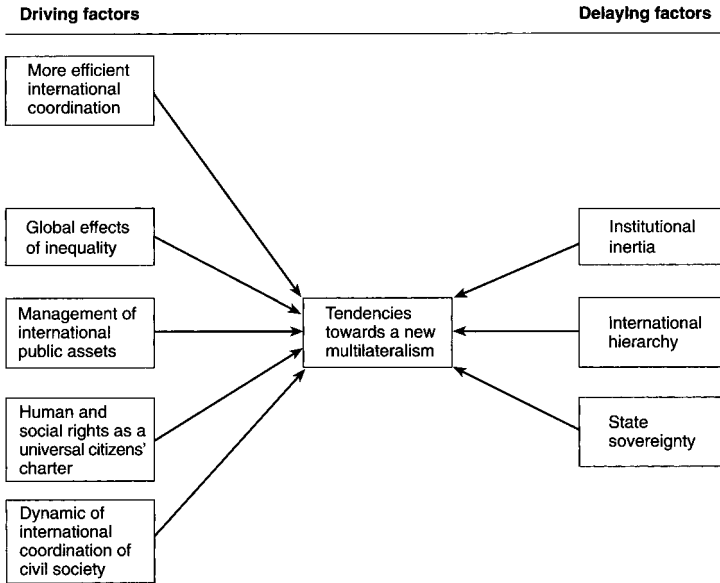 Driving factors
Delaying factors
More efficient
international
coordination
Global effects
of inequality
Management of
international
public assets
Human and
social rights as a
universal citizens'
charter
Dynamic of
international
coordination of
civil society
Tendencies
towards a new
multilateralism
Institutional
inertia
International
hierarchy
State
sovereignty